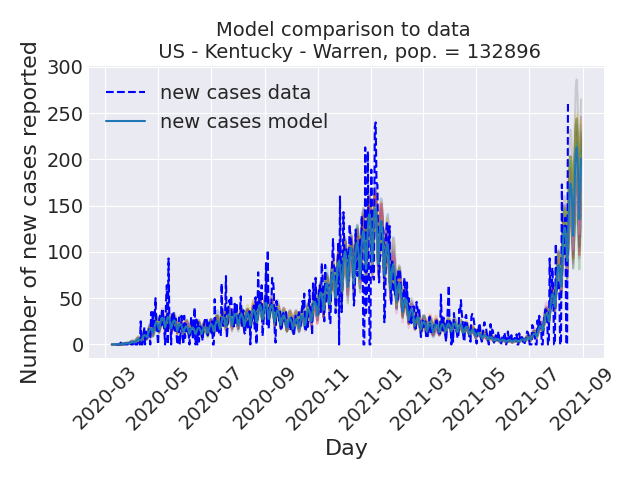 Model comparison to data
US - Kentucky - Warren, pop. = 132896
Number of new cases reported
300
250
200
150
100
50
0
new cases data
new cases model
2020-03
2020-05
2020-07
2020-09
2020-11
2021-01
2021-03
2021-05
2021-07
2021-09
Day